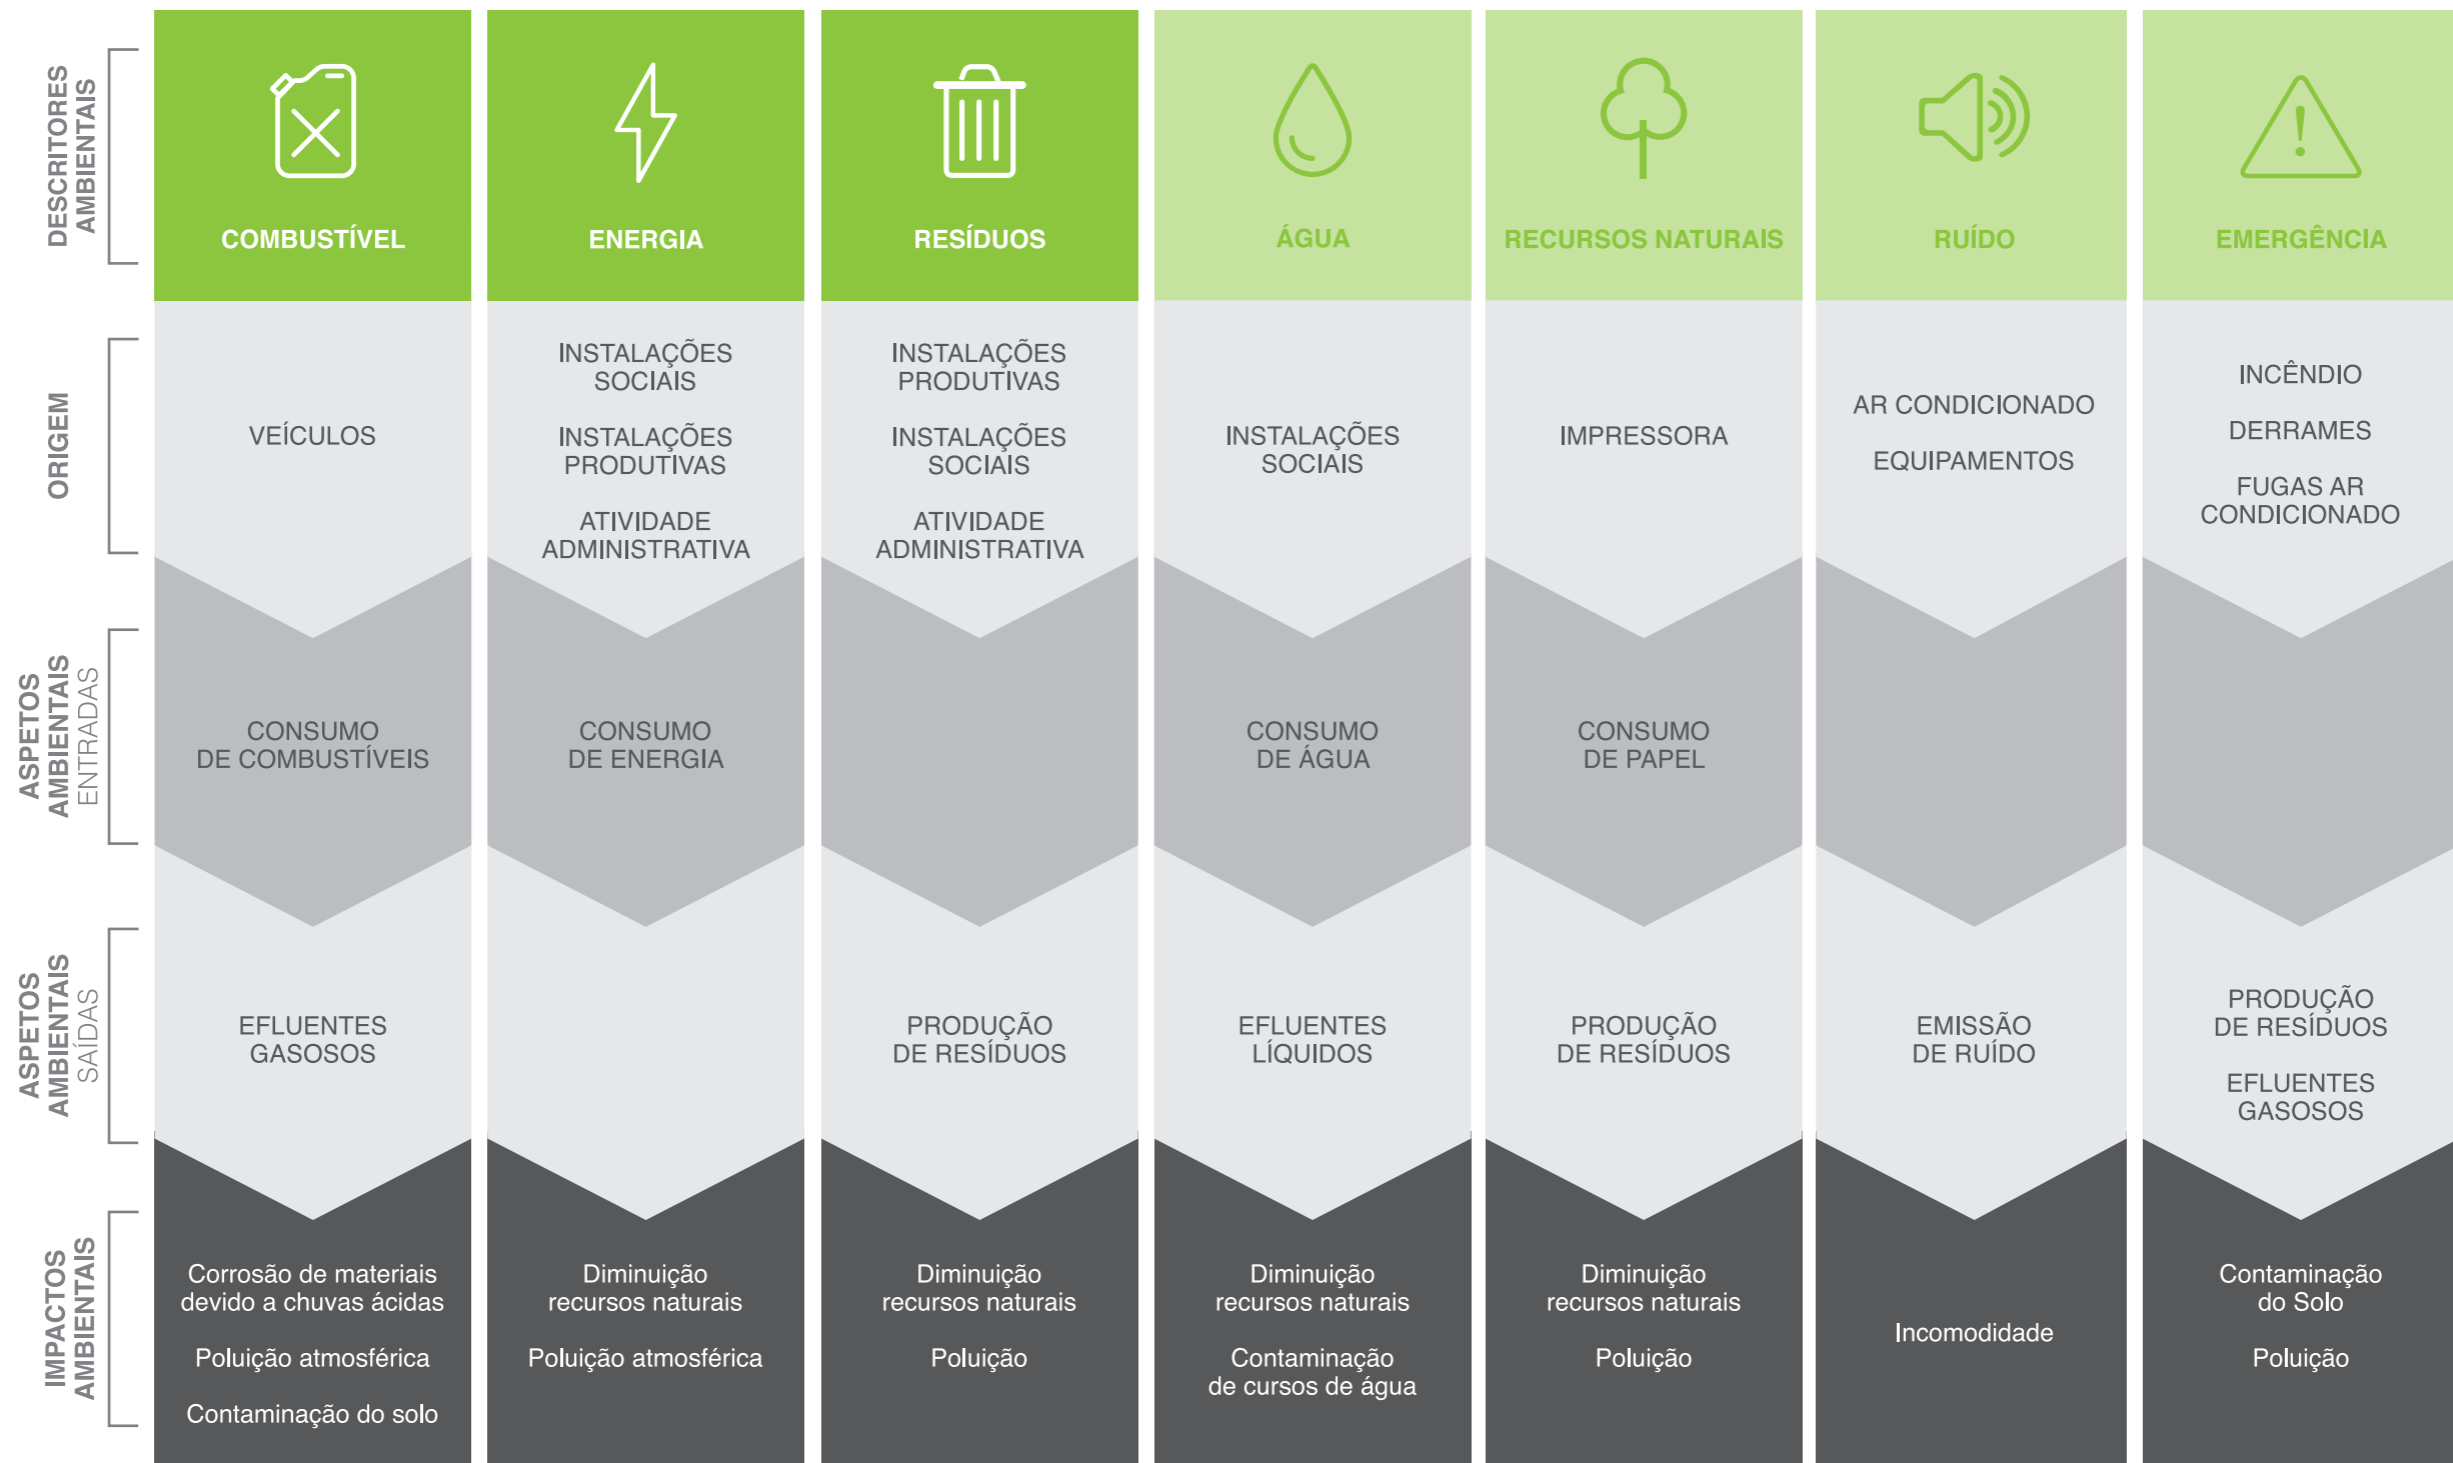 DESCRITORES
AMBIENTAIS
COMBUSTÍVEL
ENERGIA
RESÍDUOS
ÁGUA
RECURSOS NATURAIS
RUÍDO
EMERGÊNCIA
ORIGEM
VEÍCULOS
INSTALAÇÕES
SOCIAIS
INSTALAÇÕES
PRODUTIVAS
ATIVIDADE
ADMINISTRATIVA
INSTALAÇÕES
PRODUTIVAS
INSTALAÇÕES
SOCIAIS
ATIVIDADE
ADMINISTRATIVA
INSTALAÇÕES
SOCIAIS
IMPRESSORA
AR CONDICIONADO
EQUIPAMENTOS
INCÊNDIO
DERRAMES
FUGAS AR
CONDICIONADO
ASPETOS
AMBIENTAIS
ENTRADAS
CONSUMO
DE COMBUSTÍVEIS
CONSUMO
DE ENERGIA
CONSUMO
DE ÁGUA
CONSUMO
DE PAPEL
ASPETOS
AMBIENTAIS
SAÍDAS
EFLUENTES
GASOSOS
PRODUÇÃO
DE RESÍDUOS
EFLUENTES
LÍQUIDOS
PRODUÇÃO
DE RESÍDUOS
EMISSÃO
DE RUÍDO
PRODUÇÃO
DE RESÍDUOS
EFLUENTES
GASOSOS
IMPACTOS
AMBIENTAIS
Corrosão de materiais
devido a chuvas ácidas
Poluição atmosférica
Contaminação do solo
Diminuição
recursos naturais
Poluição atmosférica
Diminuição
recursos naturais
Poluição
Diminuição
recursos naturais
Contaminação
de cursos de água
Diminuição
recursos naturais
Poluição
Incomodidade
Contaminação
do Solo
Poluição